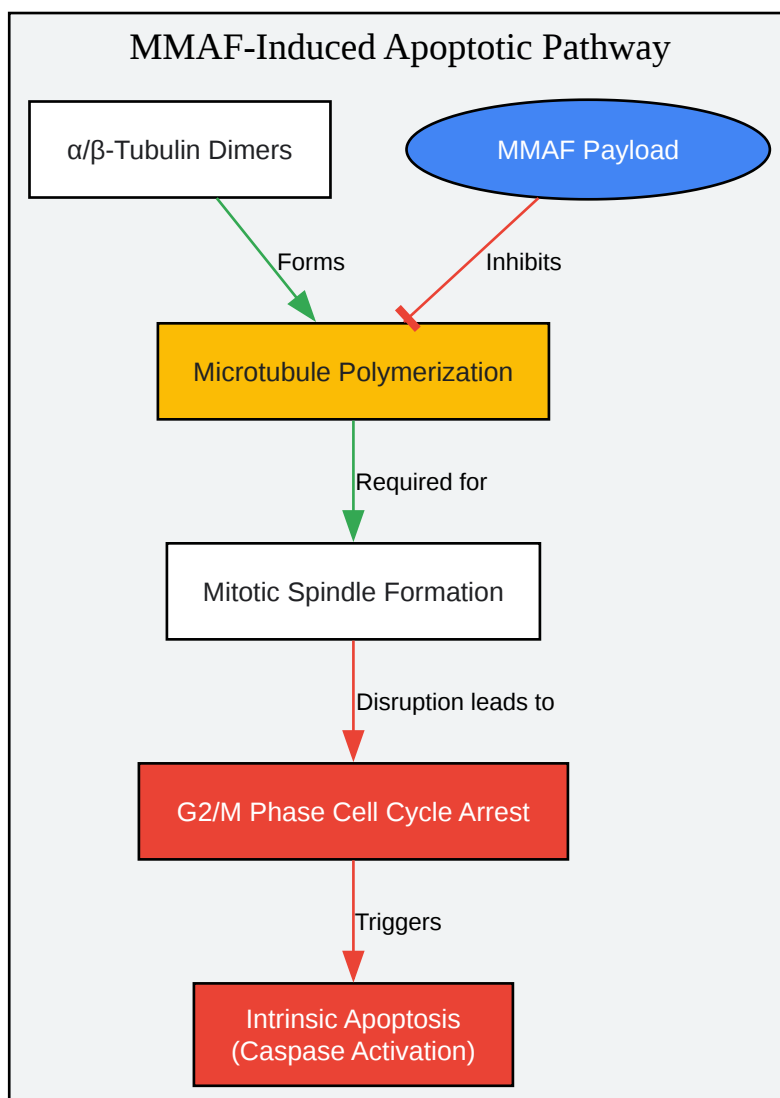 MMAF-Induced Apoptotic Pathway
α/β-Tubulin Dimers
MMAF Payload
Forms
Inhibits
Microtubule Polymerization
Required for
Mitotic Spindle Formation
Disruption leads to
G2/M Phase Cell Cycle Arrest
Triggers
Intrinsic Apoptosis
(Caspase Activation)